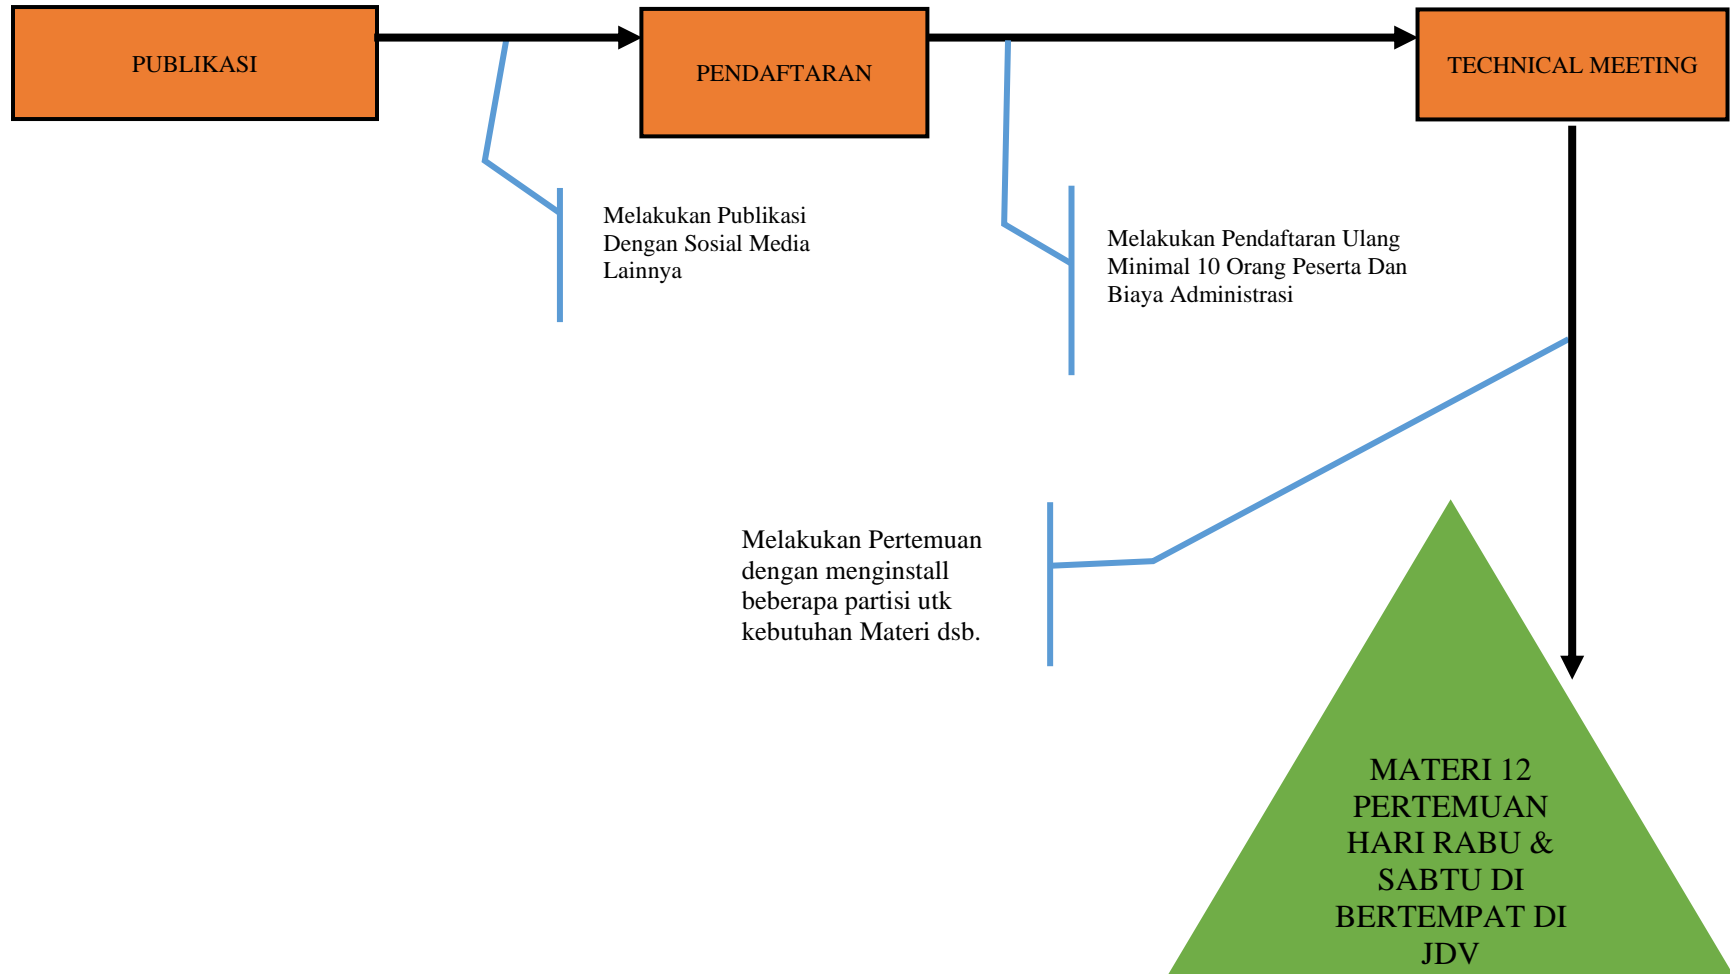 PUBLIKASI
PENDAFTARAN
TECHNICAL MEETING
Melakukan Publikasi
Dengan Sosial Media
Lainnya
Melakukan Pendaftaran Ulang
Minimal 10 Orang Peserta Dan
Biaya Administrasi
Melakukan Pertemuan
dengan menginstall
beberapa partisi utk
kebutuhan Materi dsb.
MATERI 12
PERTEMUAN
HARI RABU &
SABTU DI
BERTEMPAT DI
JDV